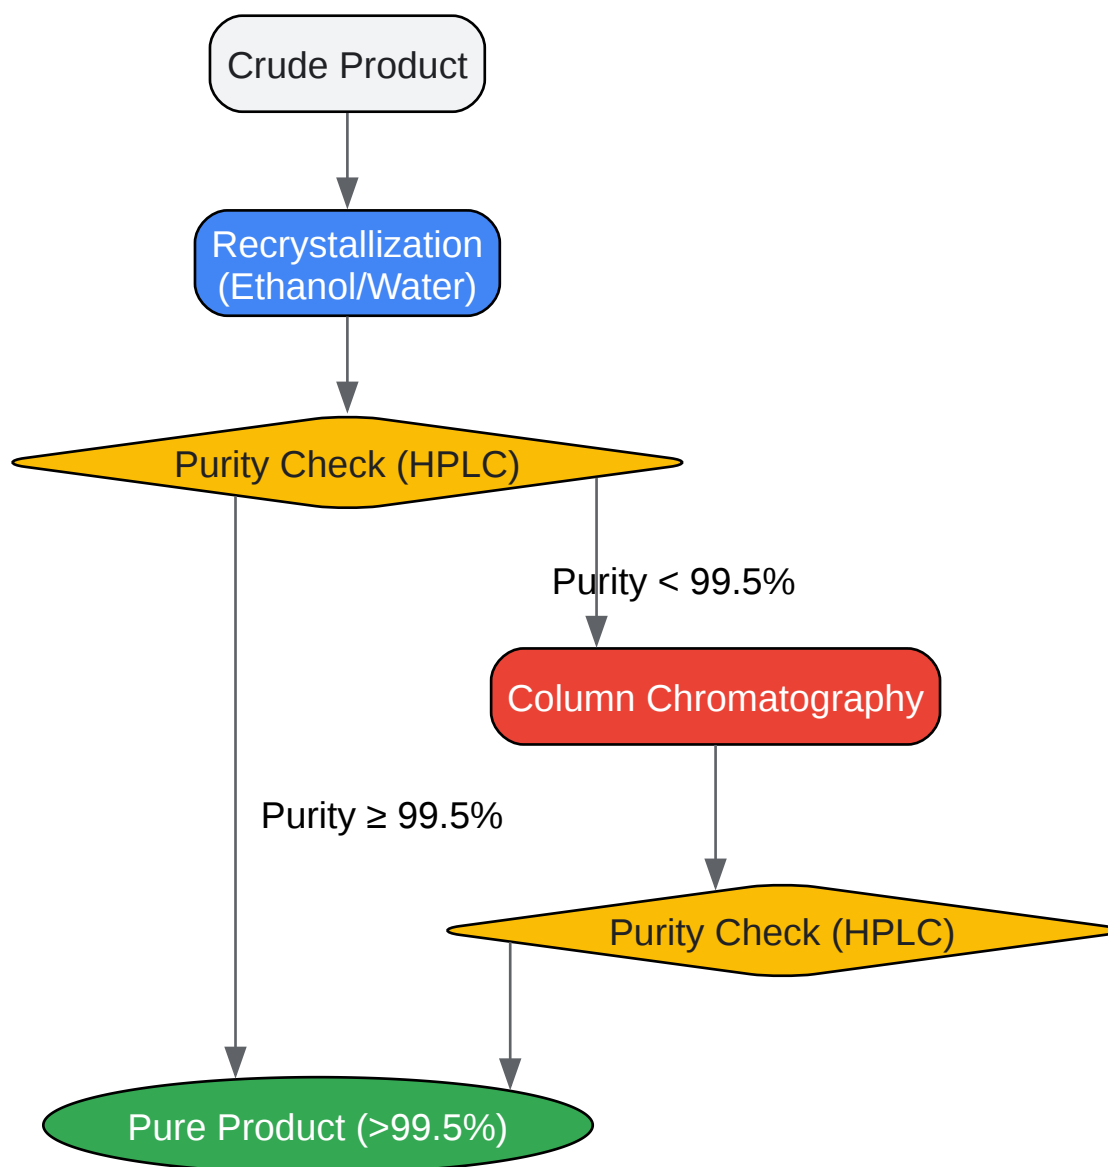 Crude Product
Recrystallization
(Ethanol/Water)
Purity Check (HPLC)
Purity < 99.5%
Column Chromatography
Purity ≥ 99.5%
Purity Check (HPLC)
Pure Product (>99.5%)